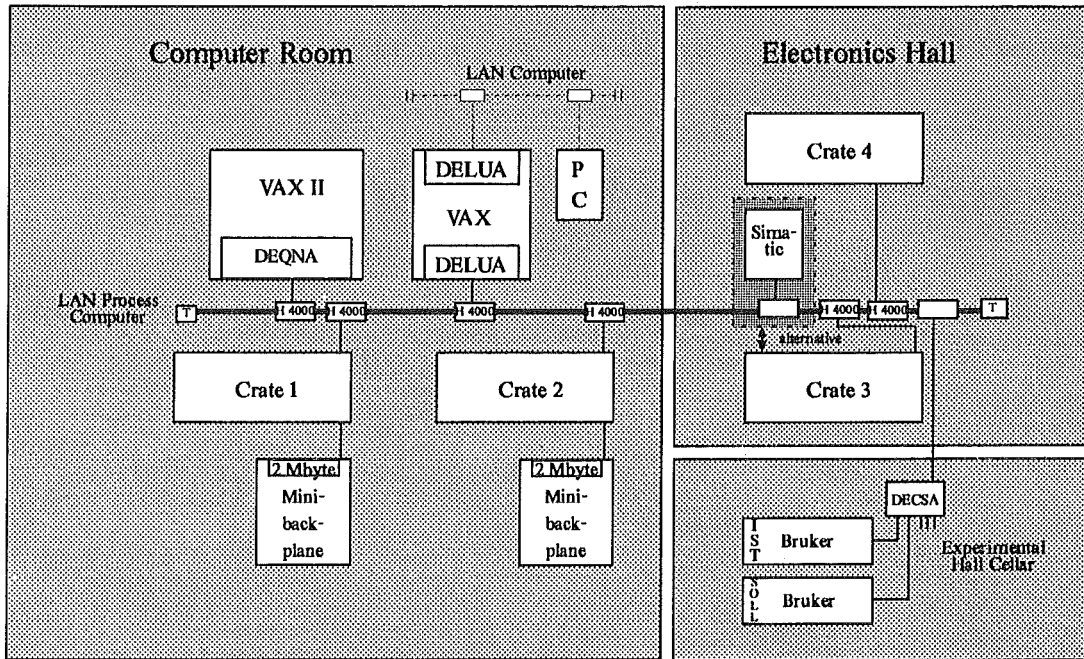 Computer Room
Electronics Hall
LAN Computer
Crate 4
VAX II
DEQNA
DELUA
VAX
DELUA
P
C
Sima-
tic
LAN Process
Computer
T
H 4000
H 4000
H 4000
H 4000
H 4000
H 4000
T
alternative
Crate 1
Crate 2
Crate 3
2 Mbyte
Mini-
back-
plane
2 Mbyte
Mini-
back-
plane
DECSA
I
S
T
Bruker
Experimental
Hall Cellar
S
O
L
L
Bruker